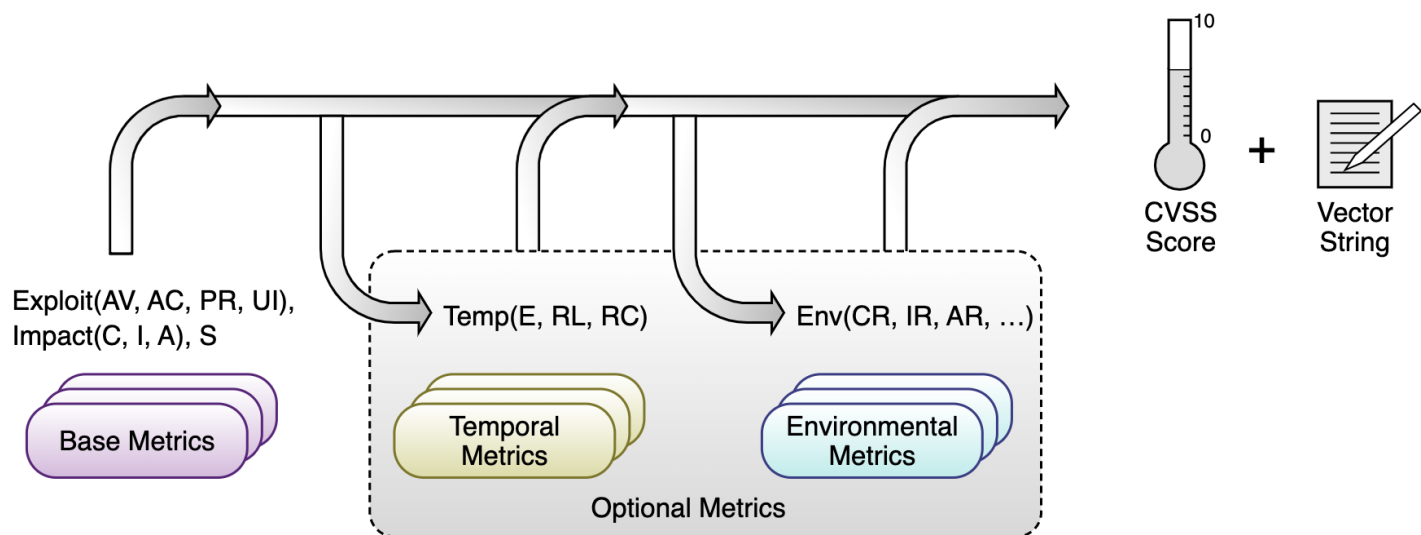 10
0
CVSS
Score
+
Vector
String
Exploit(AV, AC, PR, UI),
Impact(C, I, A), S
Temp(E, RL, RC)
Env(CR, IR, AR, …)
Base Metrics
Temporal
Metrics
Environmental
Metrics
Optional Metrics